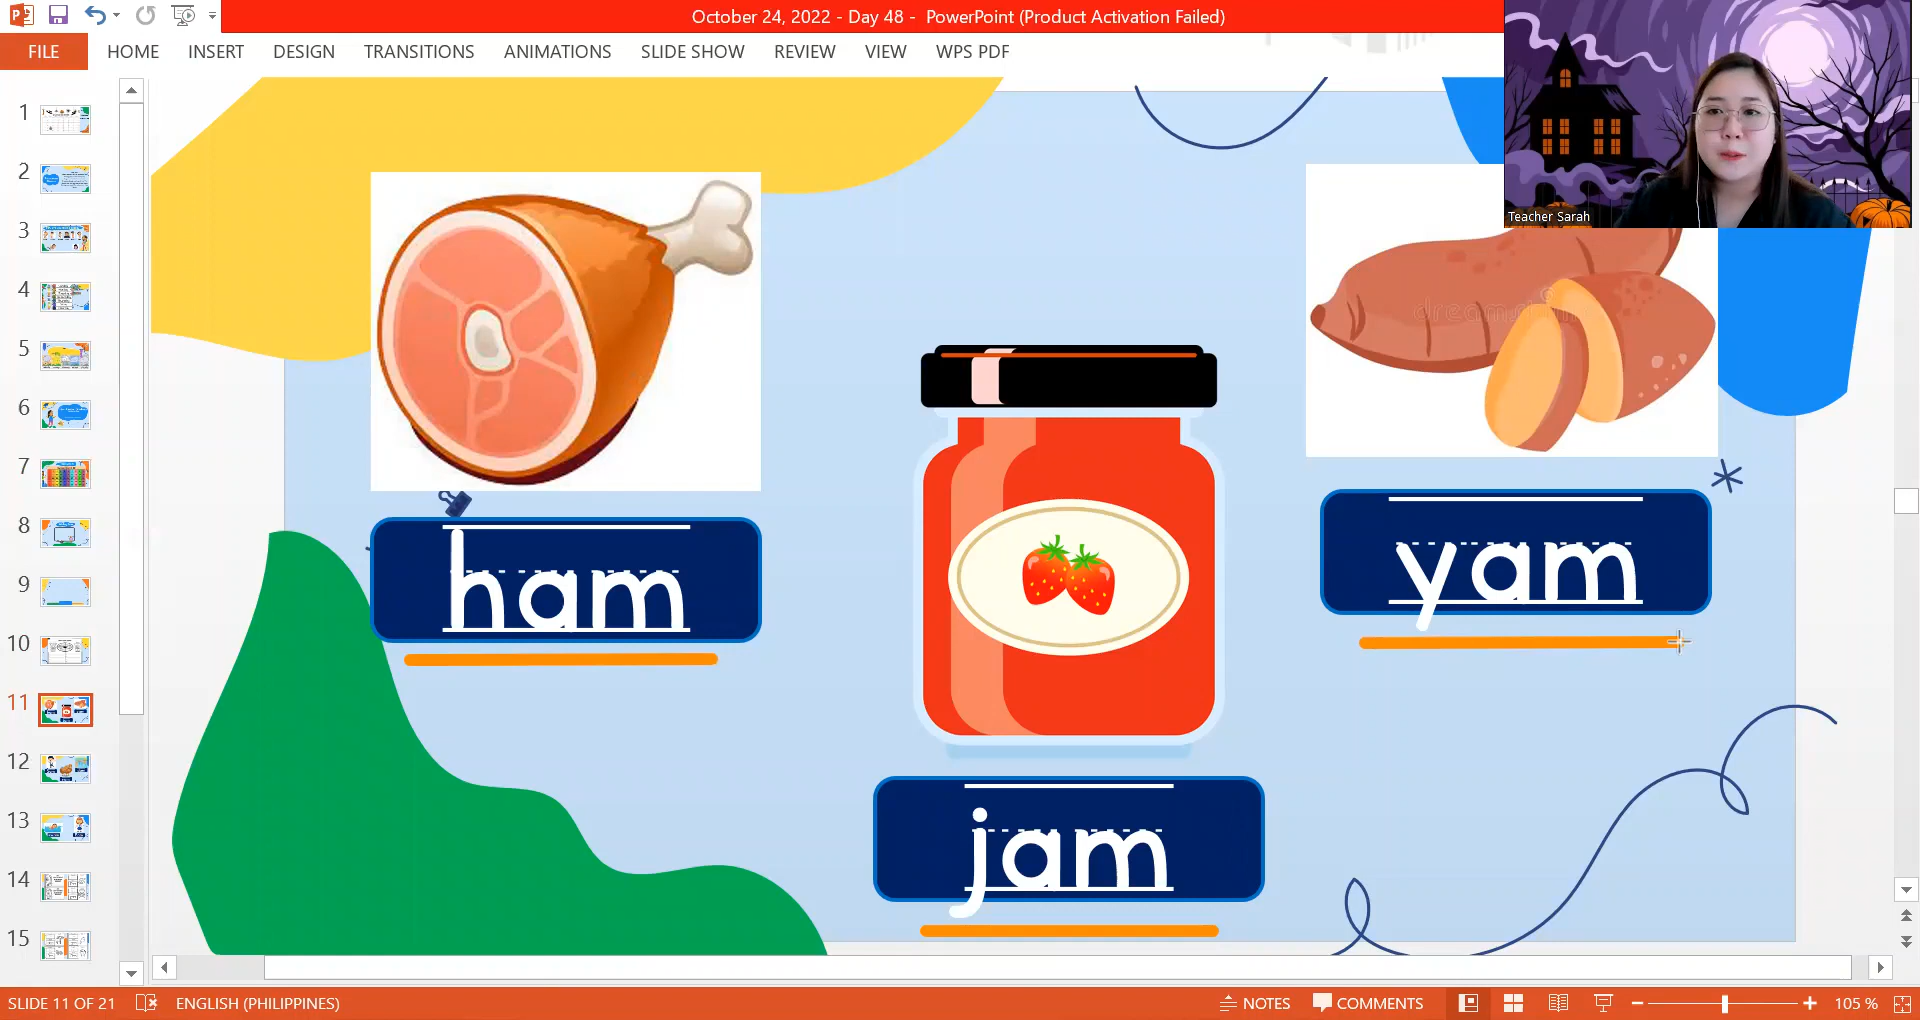 October 24, 2022 - Day 48 - PowerPoint (Product Activation Failed)
FILE HOME INSERT DESIGN TRANSITIONS ANIMATIONS SLIDE SHOW REVIEW VIEW WPS PDF
Teacher Sarah
1
2
3
4
5
6
7
8
9
10
11
12
13
14
15
ham
yam
jam
SLIDE 11 OF 21 ENGLISH (PHILIPPINES) NOTES COMMENTS 105 %